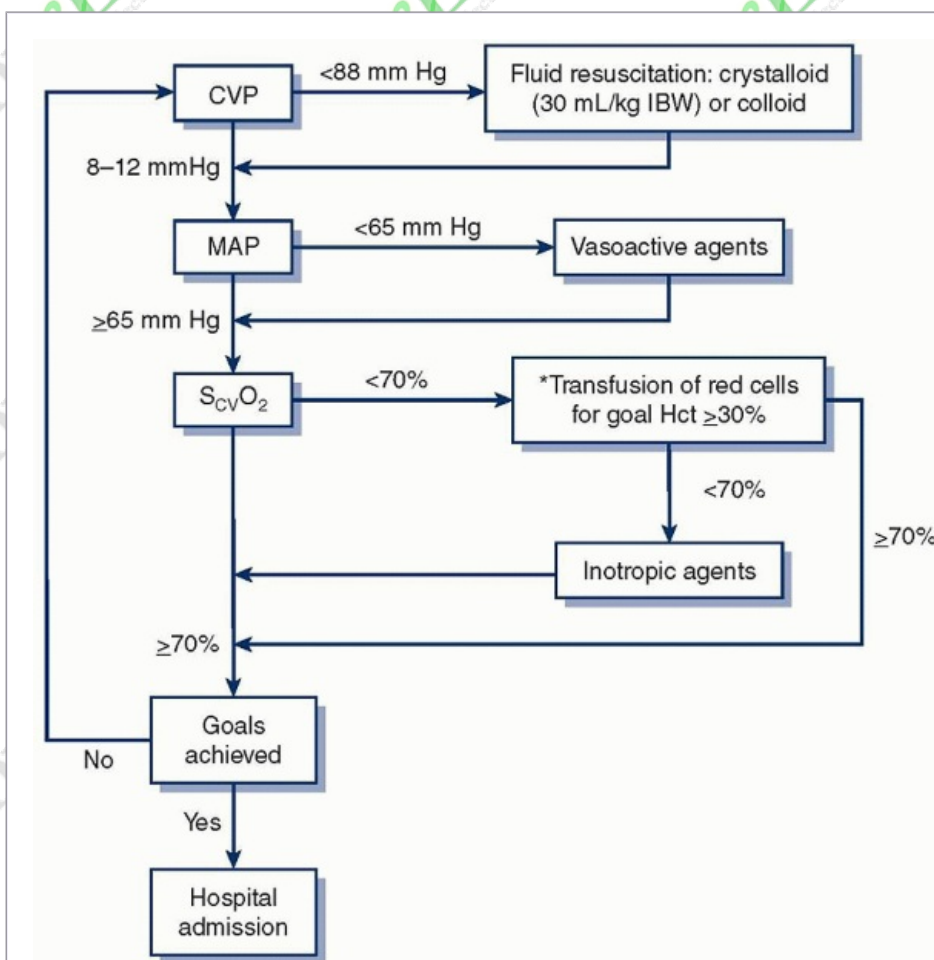 CVP
<88 mm Hg
Fluid resuscitation: crystalloid
(30 mL/kg IBW) or colloid
8–12 mmHg
MAP
<65 mm Hg
Vasoactive agents
≥65 mm Hg
SCVO2
<70%
*Transfusion of red cells
for goal Hct ≥30%
<70%
≥70%
Inotropic agents
≥70%
Goals
achieved
No
Yes
Hospital
admission